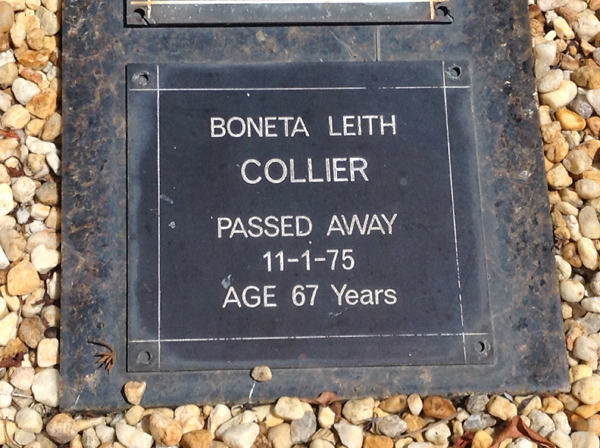 BONETA LEITH
COLLIER
PASSED AWAY
11-1-75
AGE 67 Years